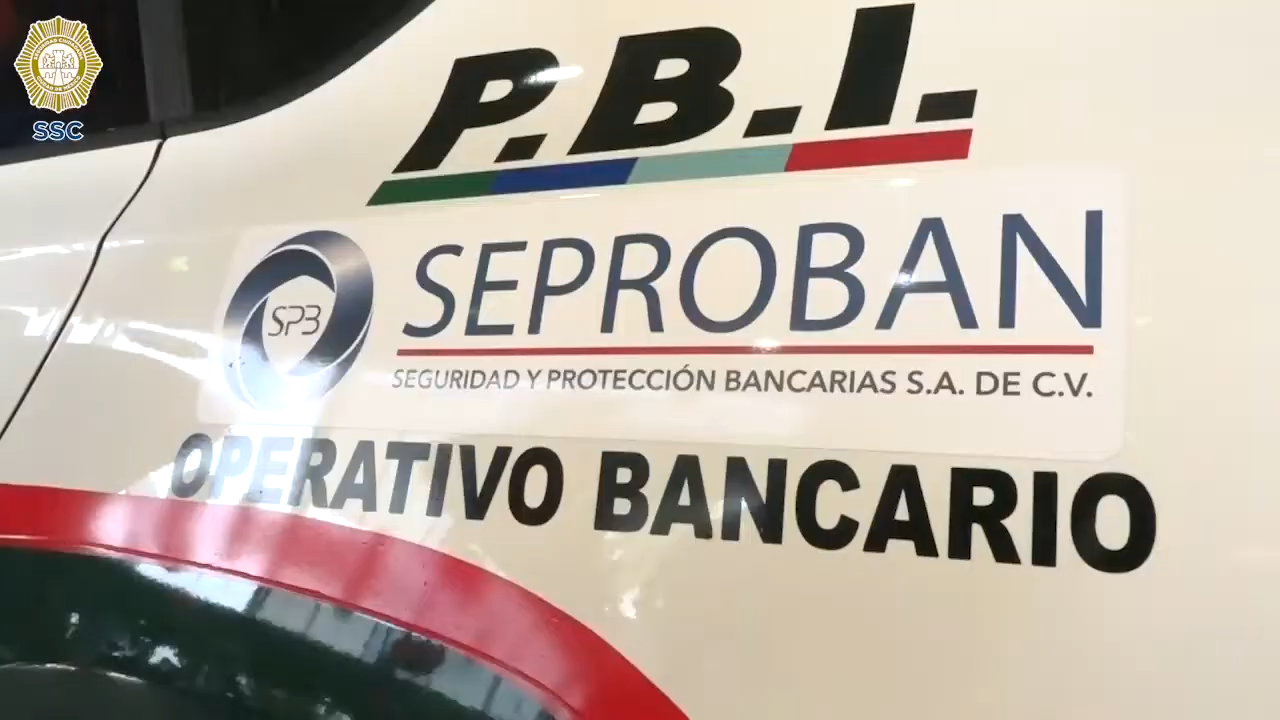 SSC
P.B.I.
SPB
SEPROBAN
SEGURIDAD Y PROTECCIÓN BANCARIAS S.A. DE C.V.
OPERATIVO BANCARIO